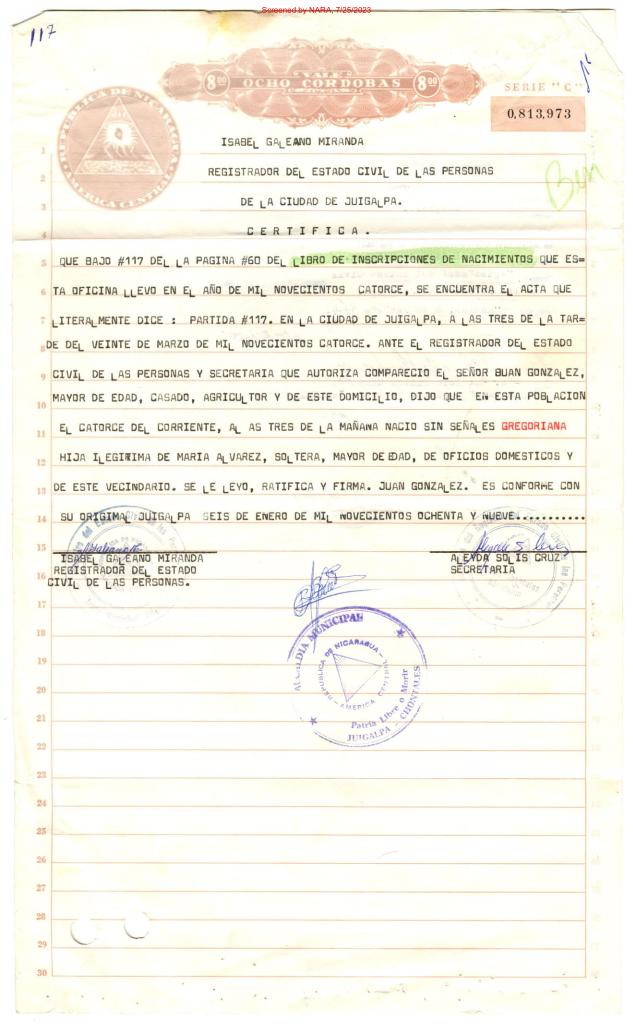 Screened by NARA, 7/25/2023
117
VALE
8 00 OCHO CORDOBAS 8 00
SERIE "C"
0,813,973
REPUBLICA DE NICARAGUA
AMERICA CENTRAL
1 ISABEL GALEANO MIRANDA
2 REGISTRADOR DEL ESTADO CIVIL DE LAS PERSONAS
3 DE LA CIUDAD DE JUIGALPA.
4 C E R T I F I C A .
5 QUE BAJO #117 DEL LA PAGINA #60 DEL LIBRO DE INSCRIPCIONES DE NACIMIENTOS QUE ES=
6 TA OFICINA LLEVO EN EL AÑO DE MIL NOVECIENTOS CATORCE, SE ENCUENTRA EL ACTA QUE
7 LITERALMENTE DICE : PARTIDA #117. EN LA CIUDAD DE JUIGALPA, A LAS TRES DE LA TAR=
8 DE DEL VEINTE DE MARZO DE MIL NOVECIENTOS CATORCE. ANTE EL REGISTRADOR DEL ESTADO
9 CIVIL DE LAS PERSONAS Y SECRETARIA QUE AUTORIZA COMPARECIO EL SEÑOR BUAN GONZALEZ,
10 MAYOR DE EDAD, CASADO, AGRICULTOR Y DE ESTE DOMICILIO, DIJO QUE EN ESTA POBLACION
11 EL CATORCE DEL CORRIENTE, AL AS TRES DE LA MAÑANA NACIO SIN SEÑALES GREGORIANA
12 HIJA ILEGITIMA DE MARIA ALVAREZ, SOLTERA, MAYOR DE EDAD, DE OFICIOS DOMESTICOS Y
13 DE ESTE VECINDARIO. SE LE LEYO, RATIFICA Y FIRMA. JUAN GONZALEZ. ES CONFORME CON
14 SU ORIGIMAL JUIGALPA SEIS DE ENERO DE MIL NOVECIENTOS OCHENTA Y NUEVE..........
15 ISABEL GALEANO MIRANDA ALEYDA SOLIS CRUZ
REGISTRADOR DEL ESTADO SECRETARIA
16 CIVIL DE LAS PERSONAS.
17
ALCALDIA MUNICIPAL
REPUBLICA DE NICARAGUA
AMERICA CENTRAL
Patria Libre o Morir
JUIGALPA - CHONTALES
18
19
20
21
22
23
24
25
26
27
28
29
30